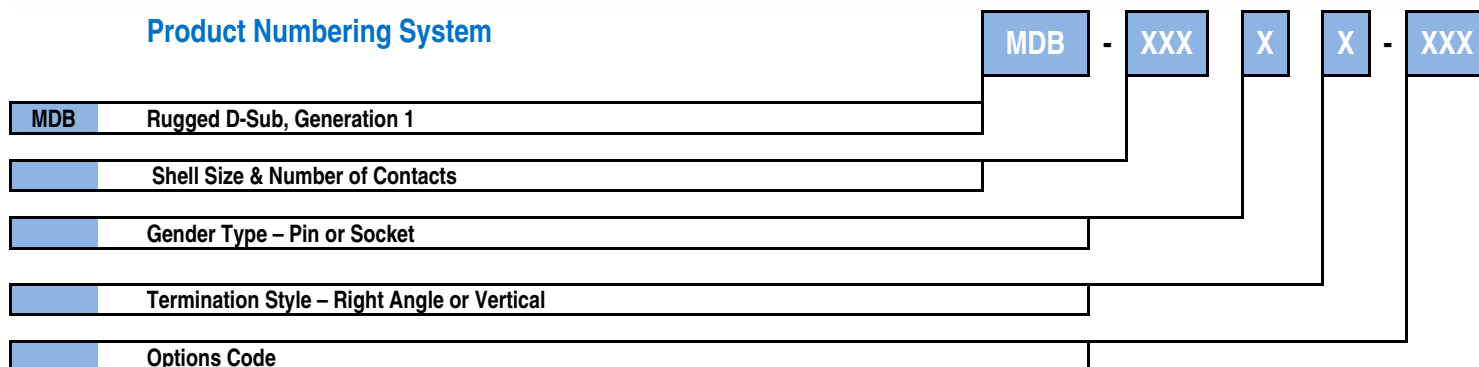 Product Numbering System
MDB - XXX X X - XXX
MDB Rugged D-Sub, Generation 1
Shell Size & Number of Contacts
Gender Type – Pin or Socket
Termination Style – Right Angle or Vertical
Options Code